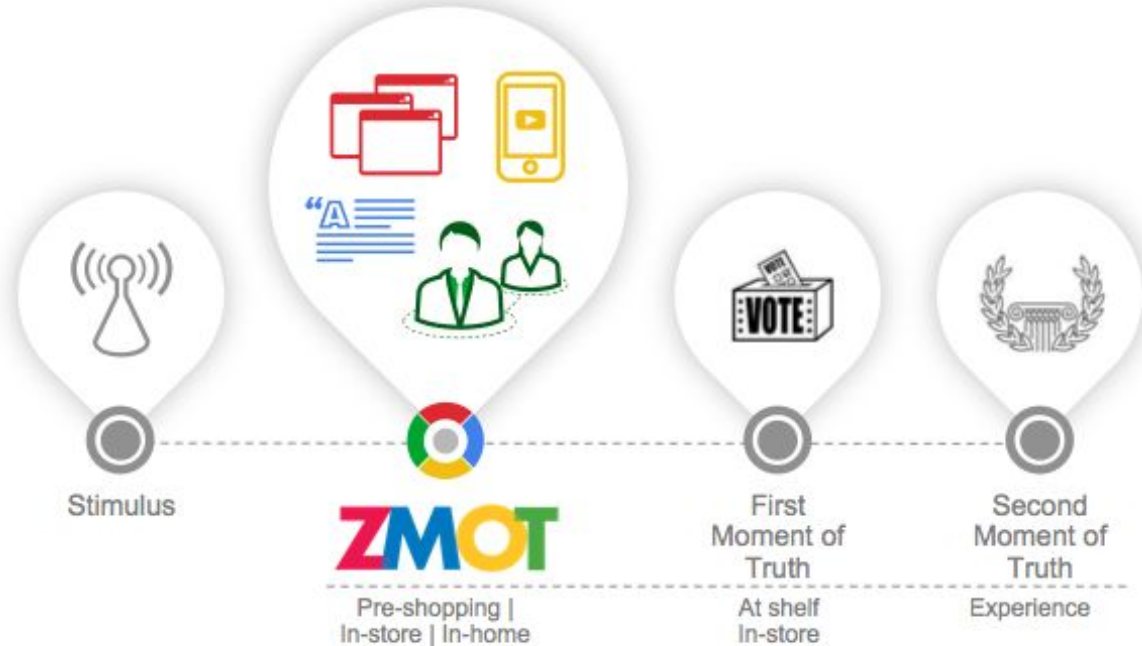 “A
VOTE
VOTE
Stimulus
ZMOT
Pre-shopping |
In-store | In-home
First
Moment of
Truth
At shelf
In-store
Second
Moment of
Truth
Experience